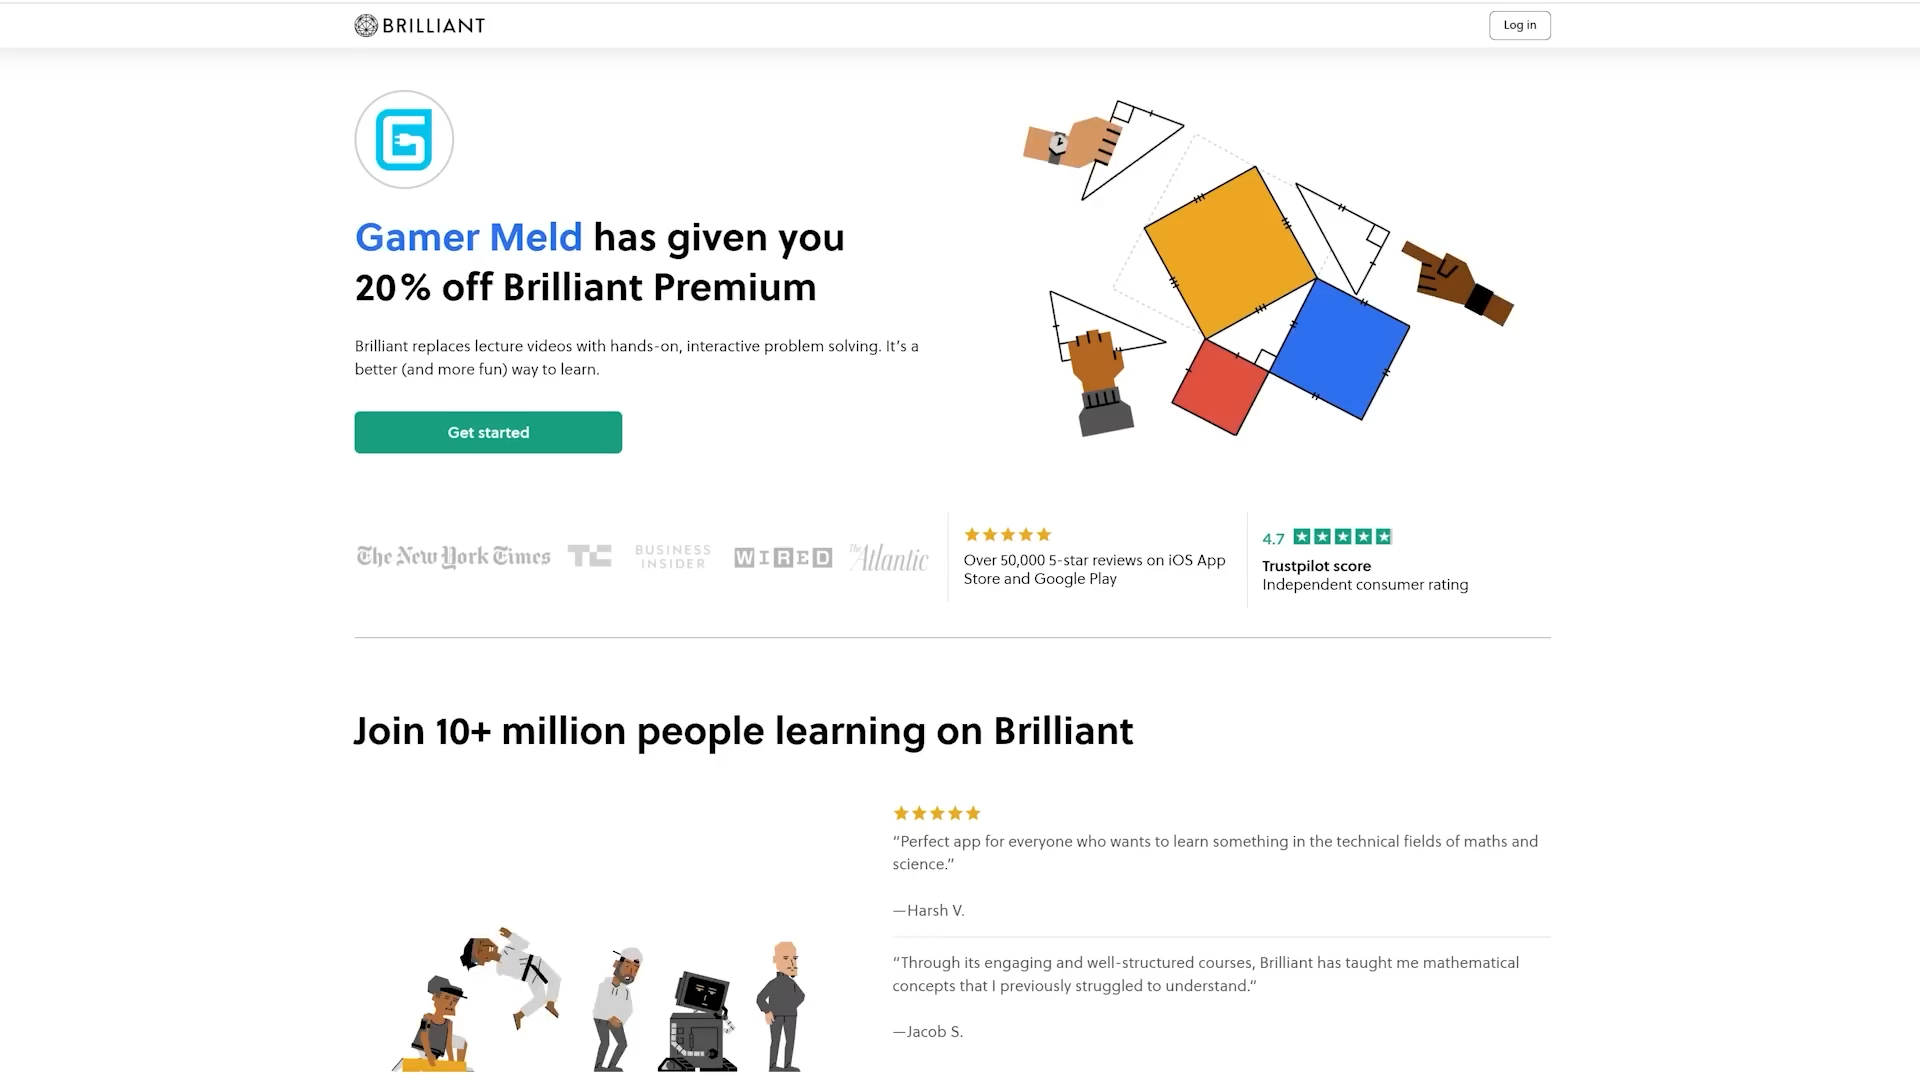 BRILLIANT
Log in
Gamer Meld has given you
20% off Brilliant Premium
Brilliant replaces lecture videos with hands-on, interactive problem solving. It’s a
better (and more fun) way to learn.
Get started
The New York Times
TC
BUSINESS
INSIDER
WIRED
The Atlantic
Over 50,000 5-star reviews on iOS App
Store and Google Play
4.7
Trustpilot score
Independent consumer rating
Join 10+ million people learning on Brilliant
“Perfect app for everyone who wants to learn something in the technical fields of maths and
science.”
—Harsh V.
“Through its engaging and well-structured courses, Brilliant has taught me mathematical
concepts that I previously struggled to understand.”
—Jacob S.